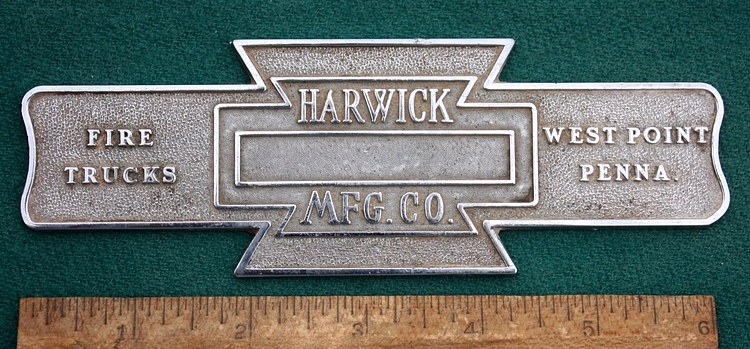 HARWICK
FIRE
TRUCKS
WEST POINT
PENNA.
MFG. CO.
1 2 3 4 5 6